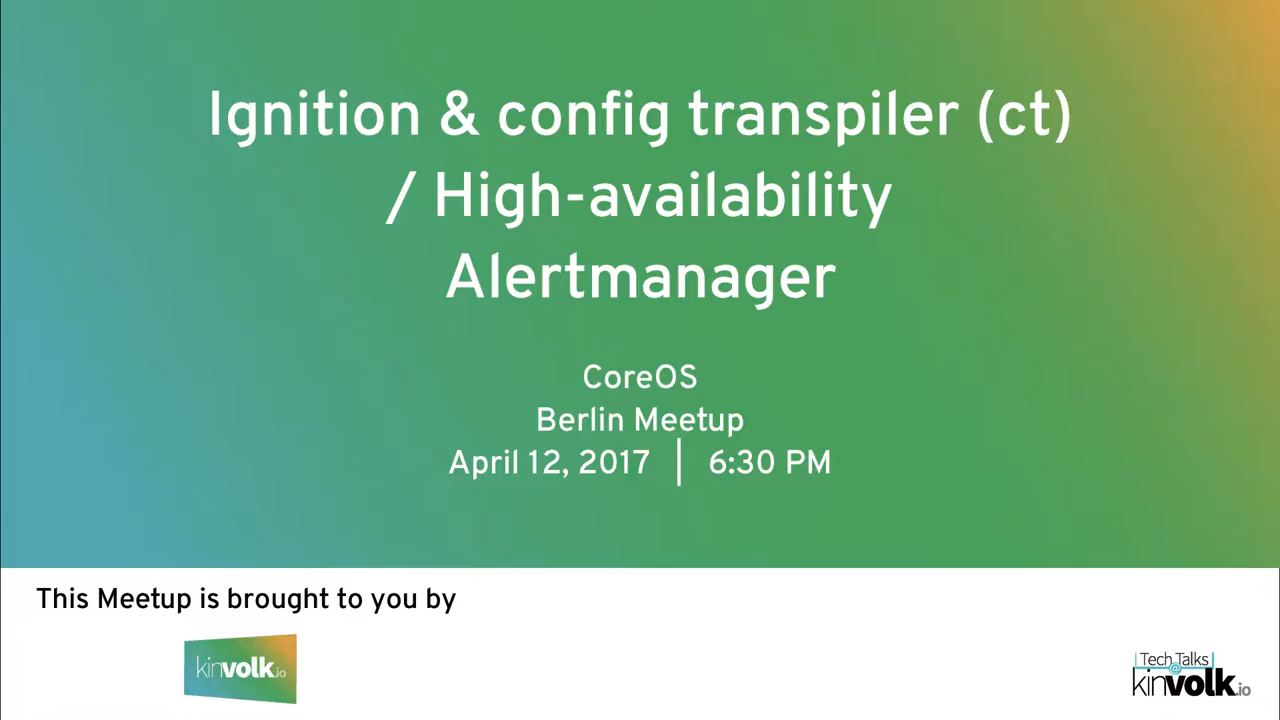 Ignition & config transpiler (ct)
/ High-availability
Alertmanager
CoreOS
Berlin Meetup
April 12, 2017 | 6:30 PM
This Meetup is brought to you by
kinvolk.io
Tech Talks
@
kinvolk.io